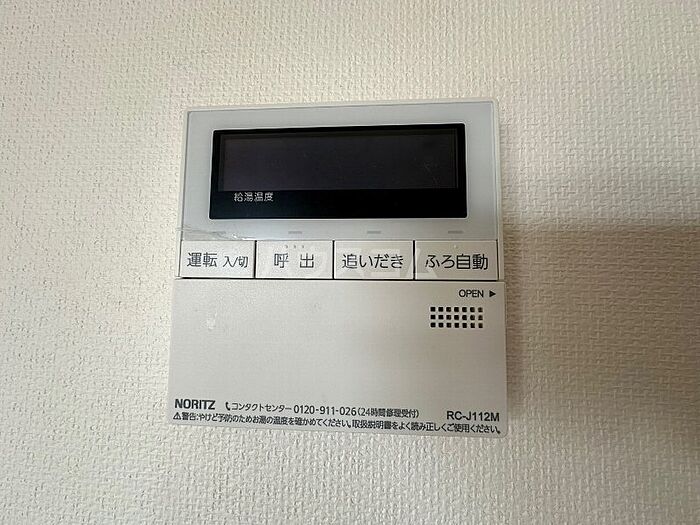 給湯温度
運転 入/切
呼出
追いだき
ふろ自動
OPEN ▶
NORITZ コンタクトセンター 0120-911-026 (24時間修理受付) RC-J112M
⚠警告:やけど予防のためお湯の温度を確かめてください。取扱説明書をよく読み正しくご使用ください。